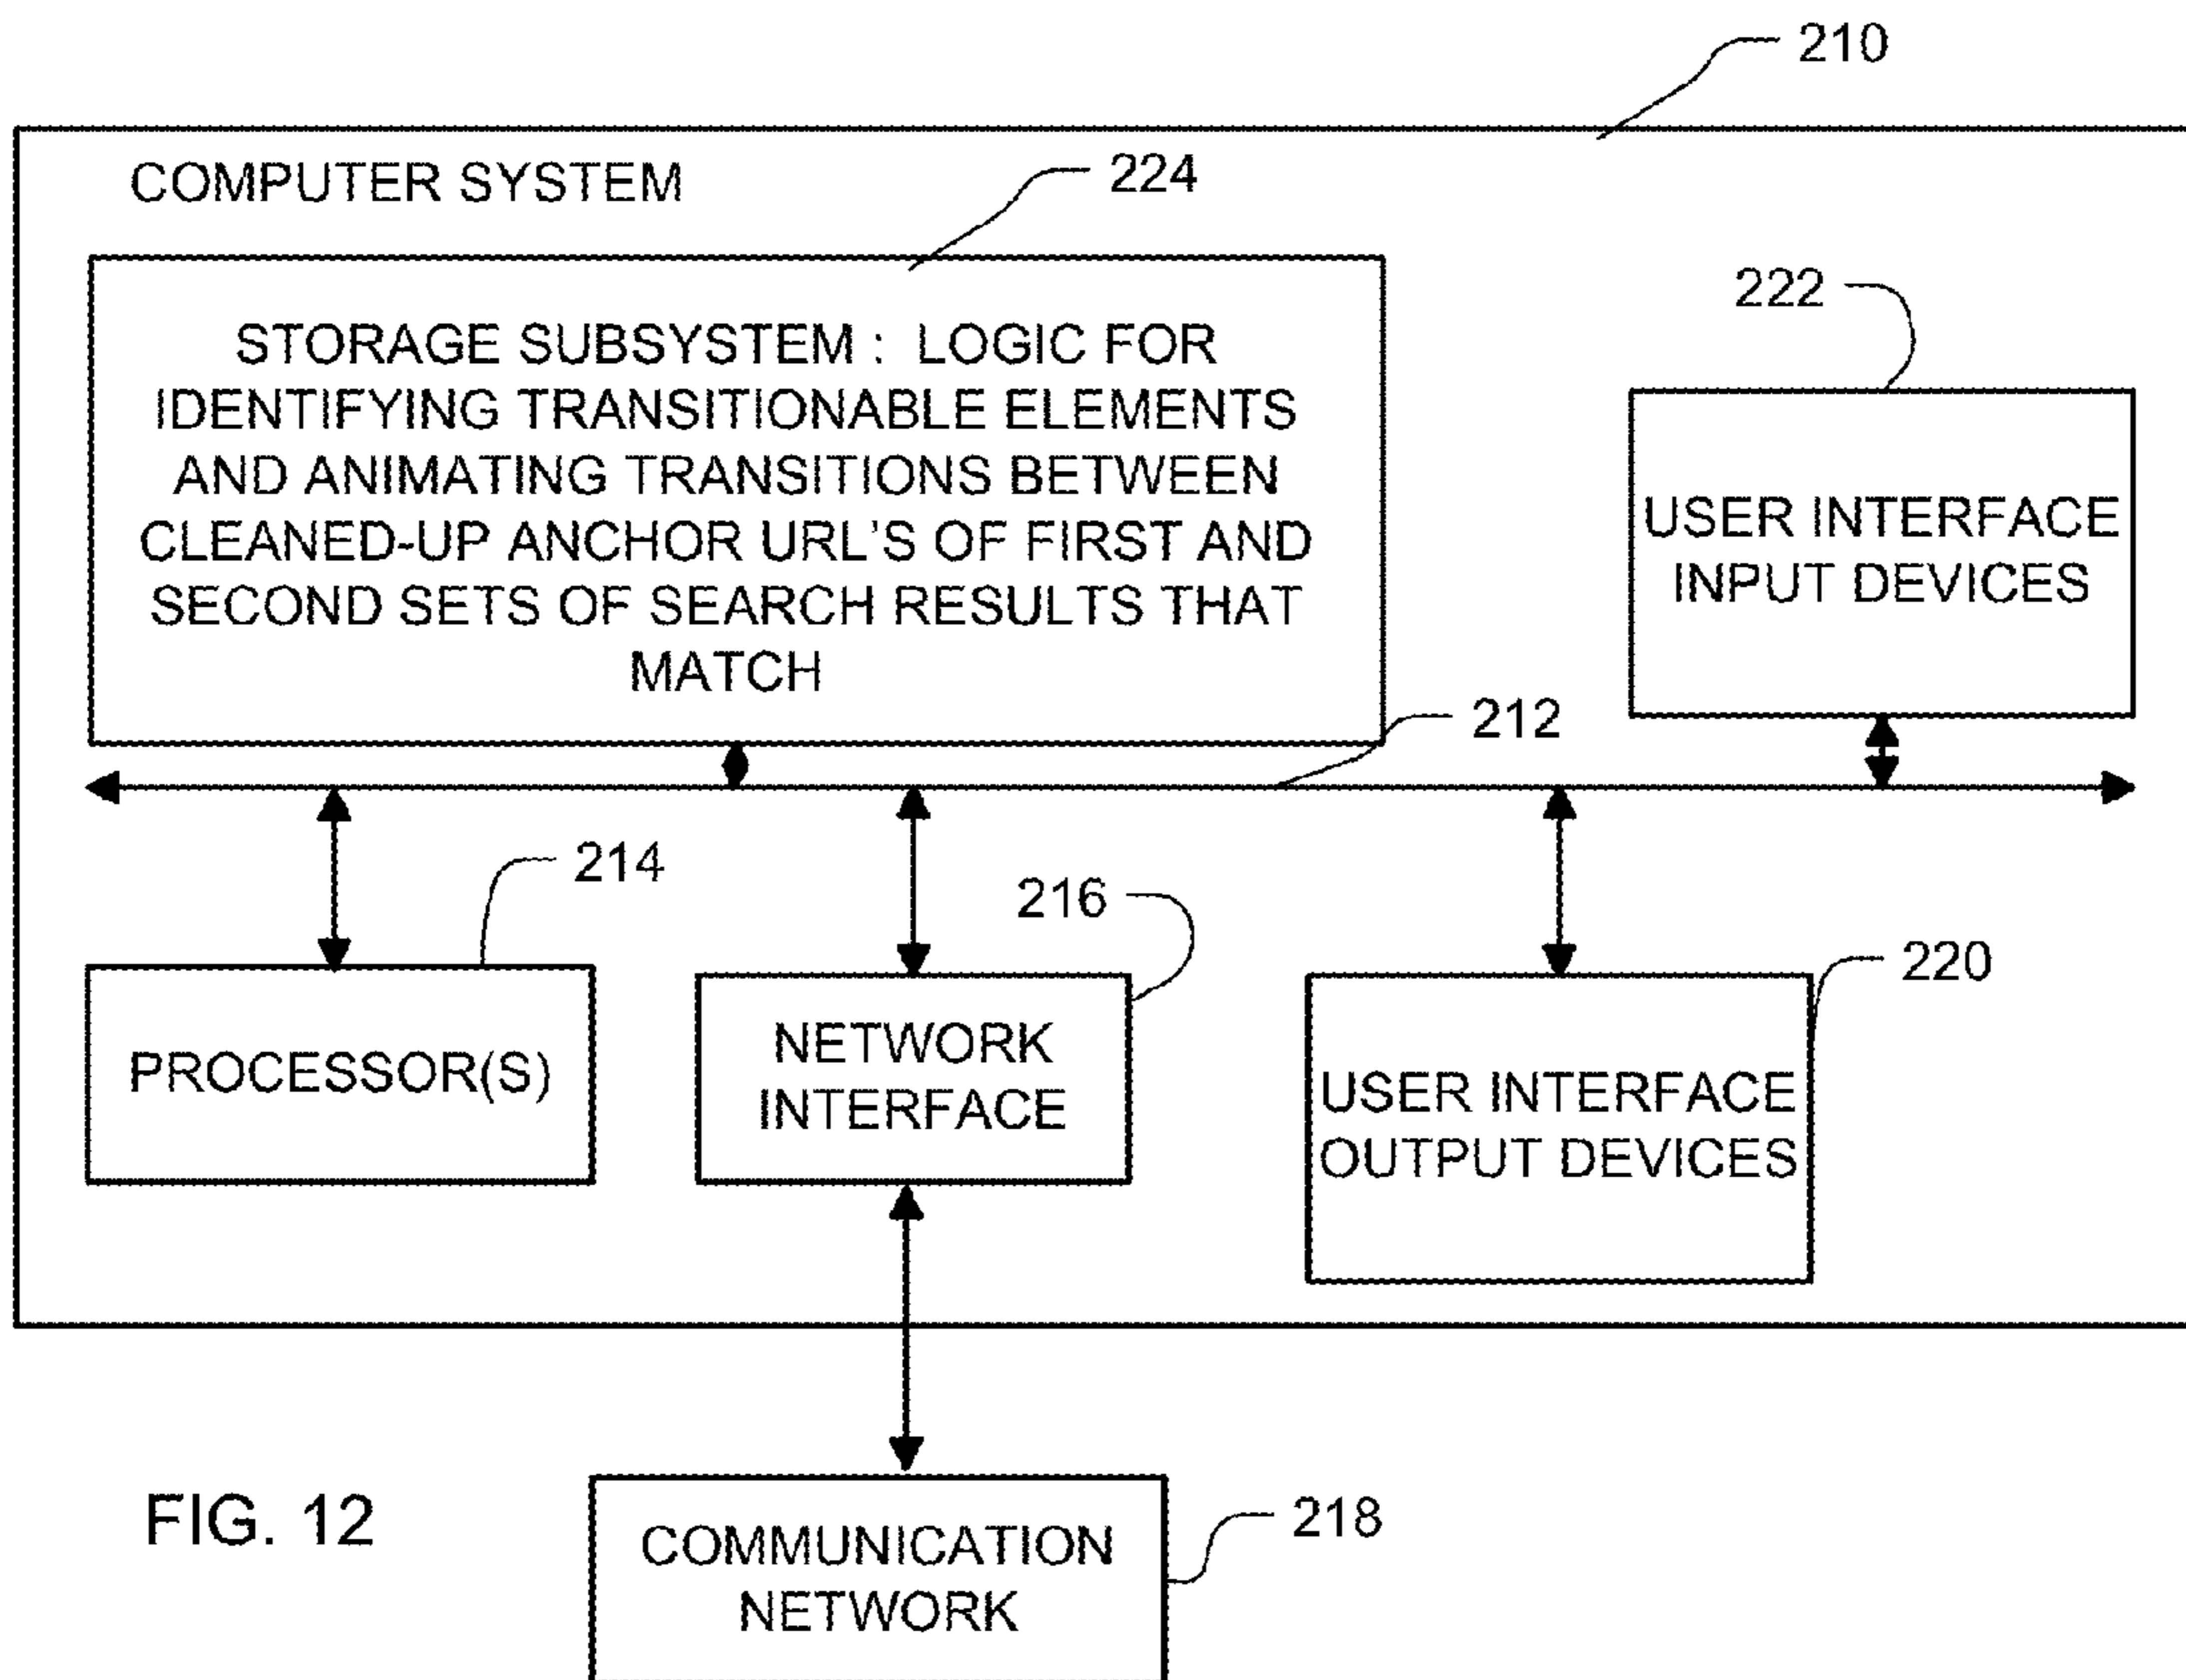 210
COMPUTER SYSTEM
224
STORAGE SUBSYSTEM : LOGIC FOR
IDENTIFYING TRANSITIONABLE ELEMENTS
AND ANIMATING TRANSITIONS BETWEEN
CLEANED-UP ANCHOR URL'S OF FIRST AND
SECOND SETS OF SEARCH RESULTS THAT
MATCH
222
USER INTERFACE
INPUT DEVICES
212
214
PROCESSOR(S)
216
NETWORK
INTERFACE
220
USER INTERFACE
OUTPUT DEVICES
FIG. 12
COMMUNICATION
NETWORK
218